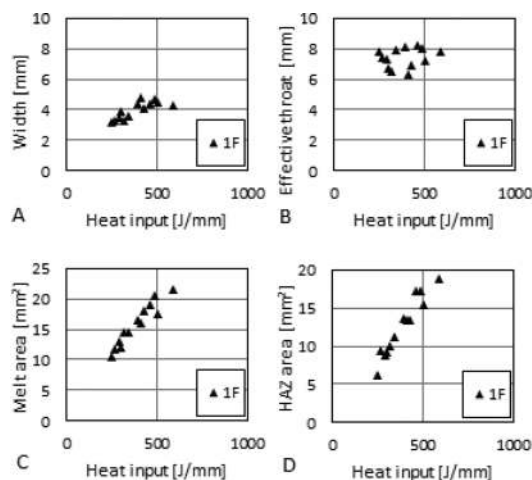 10
8
6
4
2
0
Width [mm]
1F
0
500
1000
A
Heat input [J/mm]
10
8
6
4
2
0
Effective throat [mm]
1F
0
500
1000
B
Heat input [J/mm]
25
20
15
10
5
0
Melt area [mm²]
1F
0
500
1000
C
Heat input [J/mm]
20
15
10
5
0
HAZ area [mm²]
1F
0
500
1000
D
Heat input [J/mm]